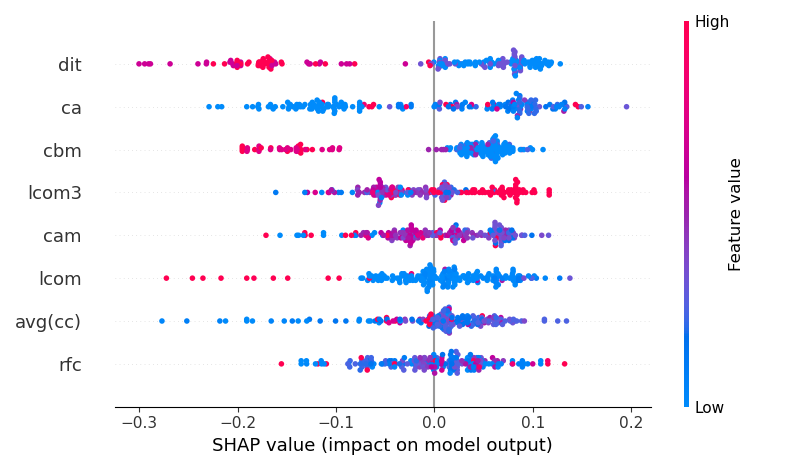 High
dit
ca
cbm
lcom3
cam
lcom
avg(cc)
rfc
Feature value
Low
−0.3 −0.2 −0.1 0.0 0.1 0.2
SHAP value (impact on model output)